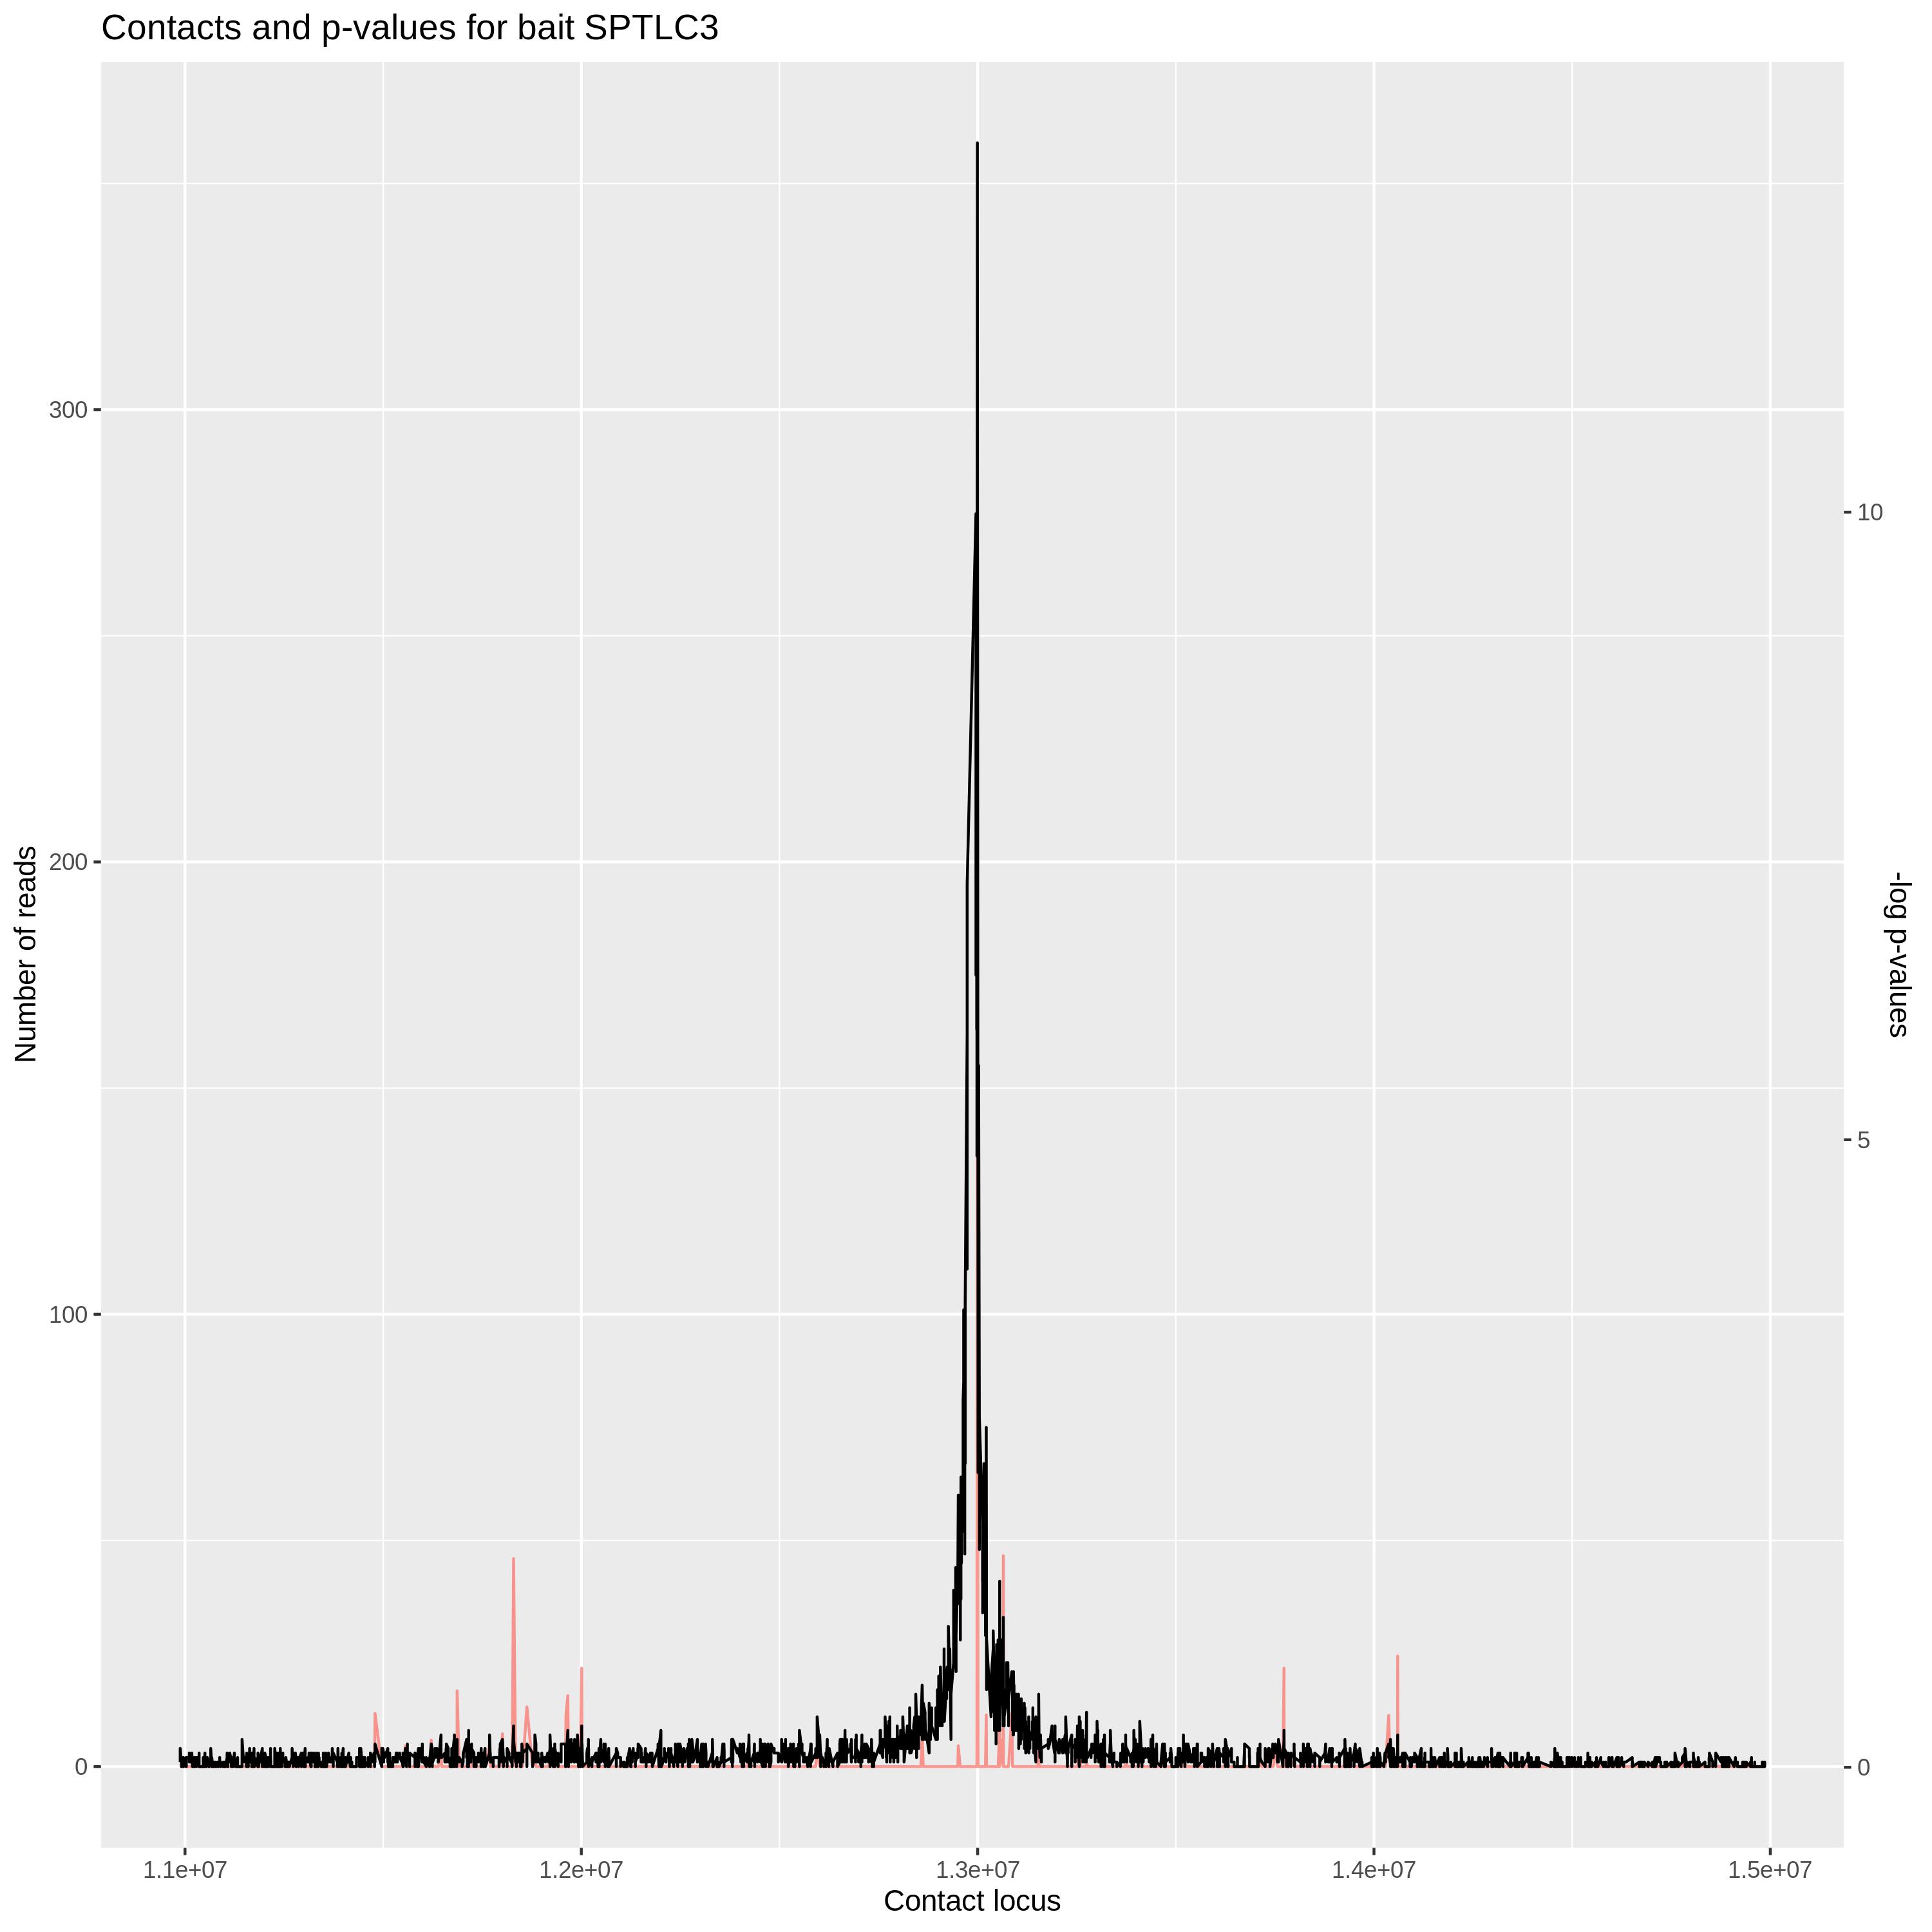 Contacts and p-values for bait SPTLC3
Number of reads
300
200
100
0
10
5
0
-log p-values
1.1e+07 1.2e+07 1.3e+07 1.4e+07 1.5e+07
Contact locus